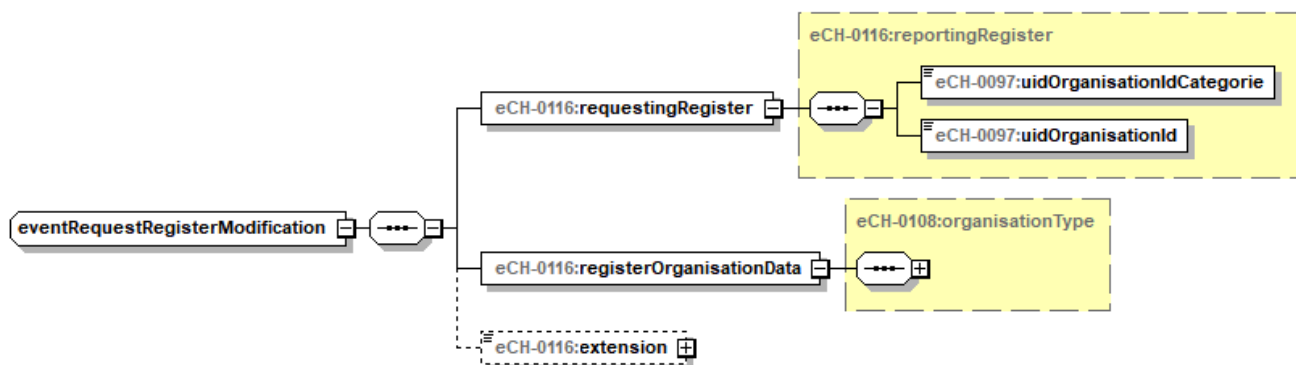 eCH-0116:reportingRegister
eCH-0097:uidOrganisationIdCategorie
eCH-0116:requestingRegister
eCH-0097:uidOrganisationId
eventRequestRegisterModification
eCH-0108:organisationType
eCH-0116:registerOrganisationData
eCH-0116:extension